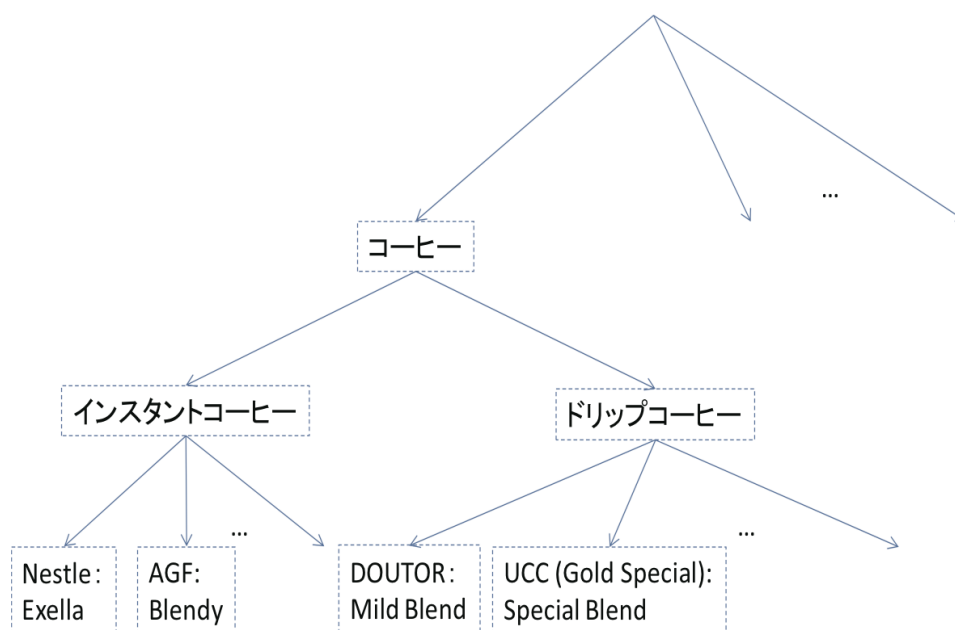 ...
コーヒー
インスタントコーヒー
ドリップコーヒー
...
...
Nestle :
Exella
AGF:
Blendy
DOUTOR :
Mild Blend
UCC (Gold Special):
Special Blend